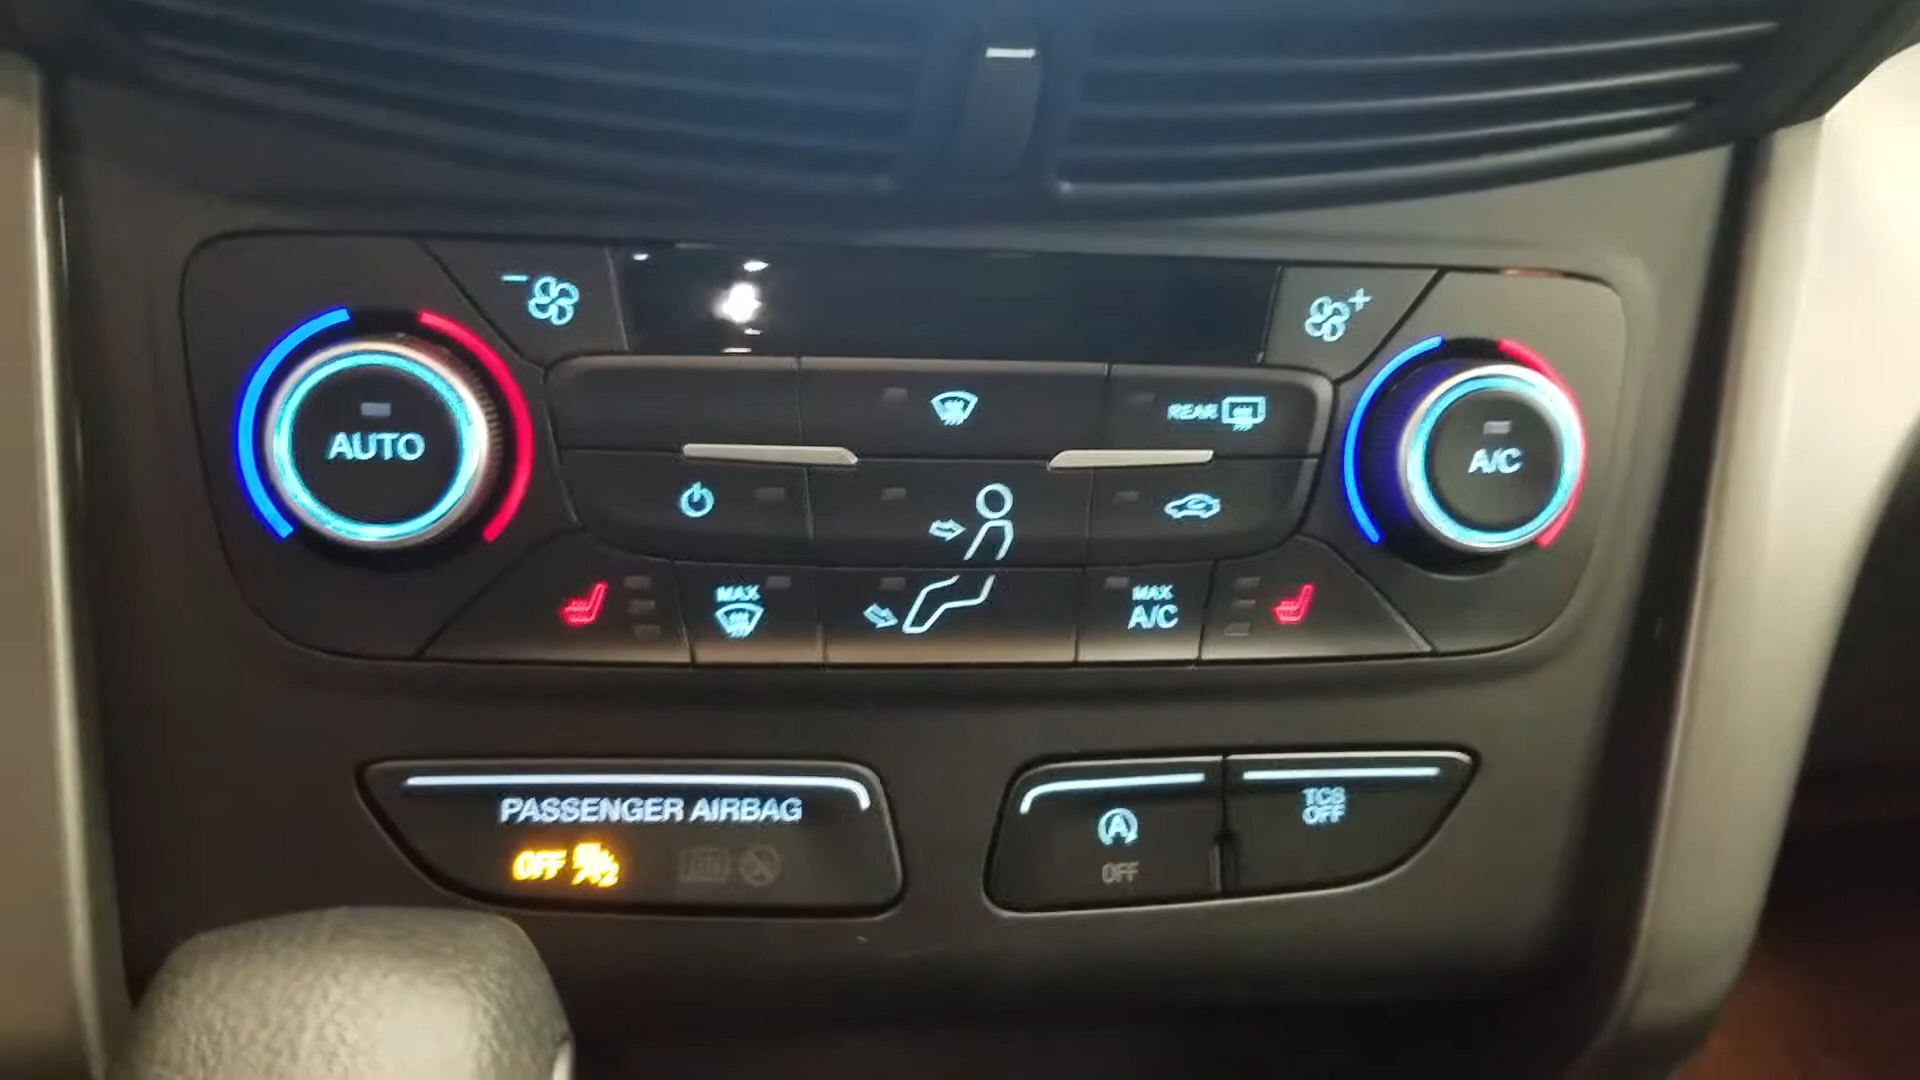 AUTO
REAR
A/C
MAX
MAX
A/C
PASSENGER AIRBAG
OFF
A
OFF
TCS
OFF